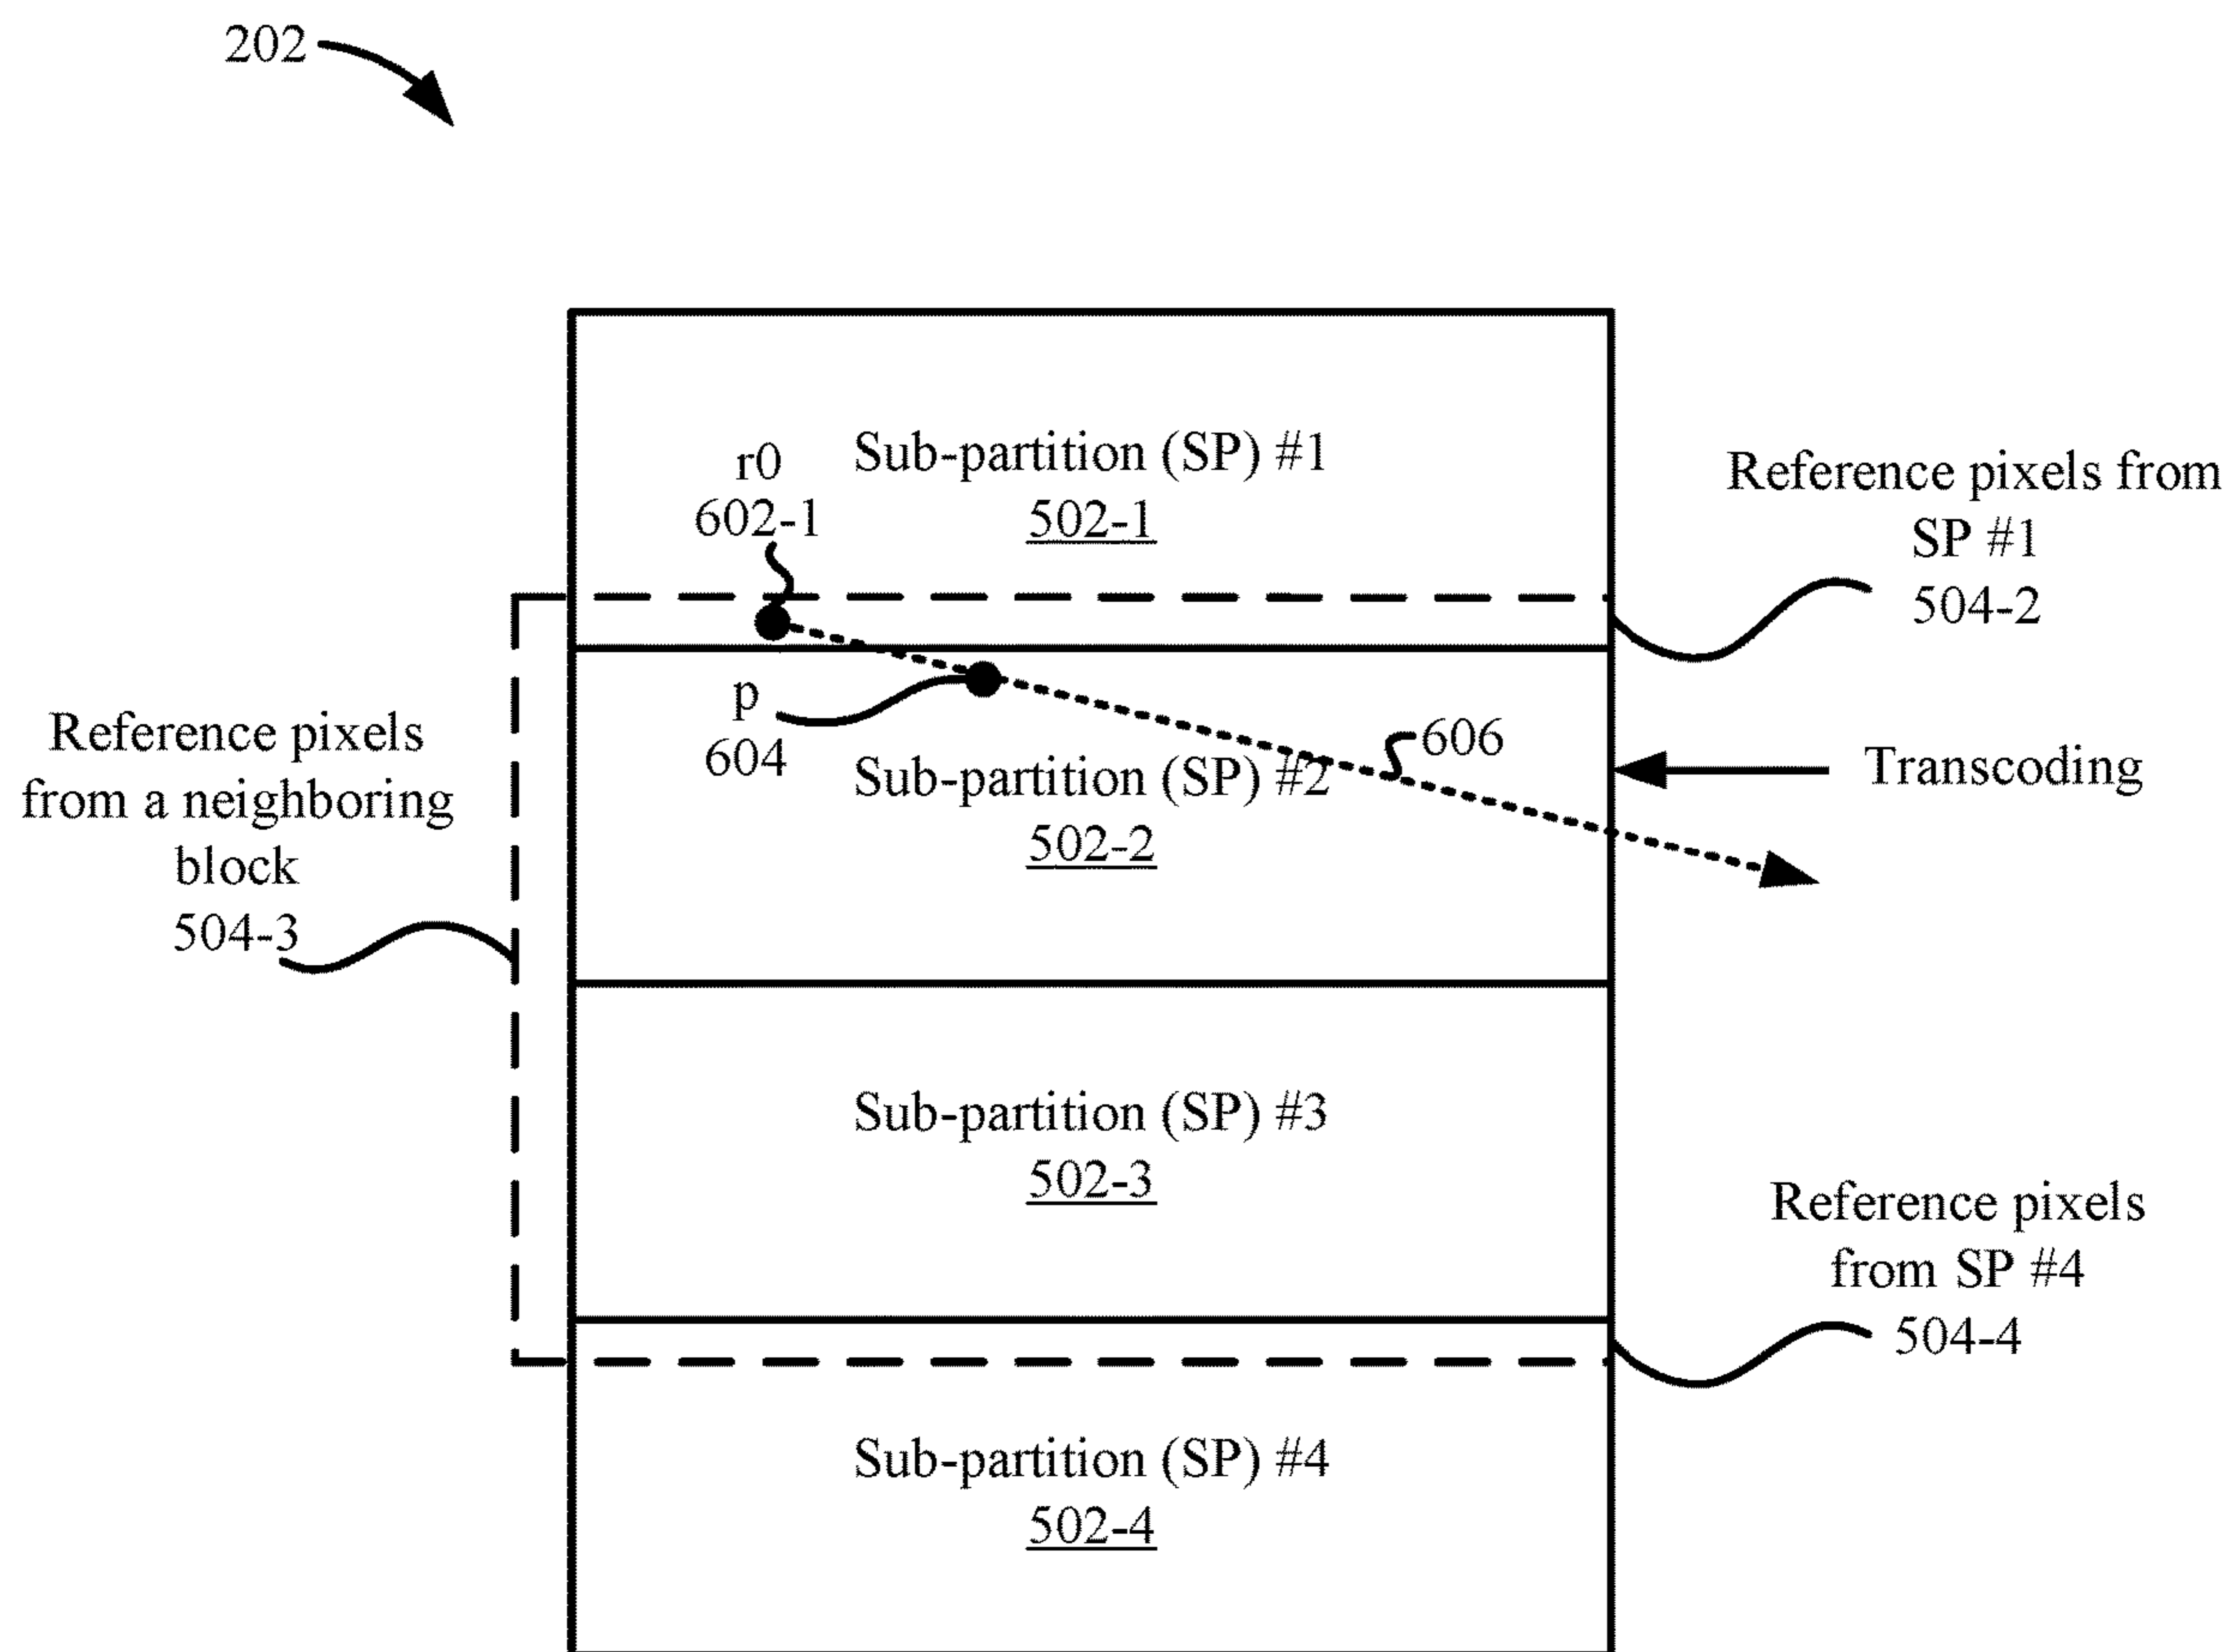 202
Sub-partition (SP) #1
502-1
r0
602-1
Reference pixels from
SP #1
504-2
p
604
Sub-partition (SP) #2
502-2
606
Transcoding
Reference pixels
from a neighboring
block
504-3
Sub-partition (SP) #3
502-3
Reference pixels
from SP #4
504-4
Sub-partition (SP) #4
502-4